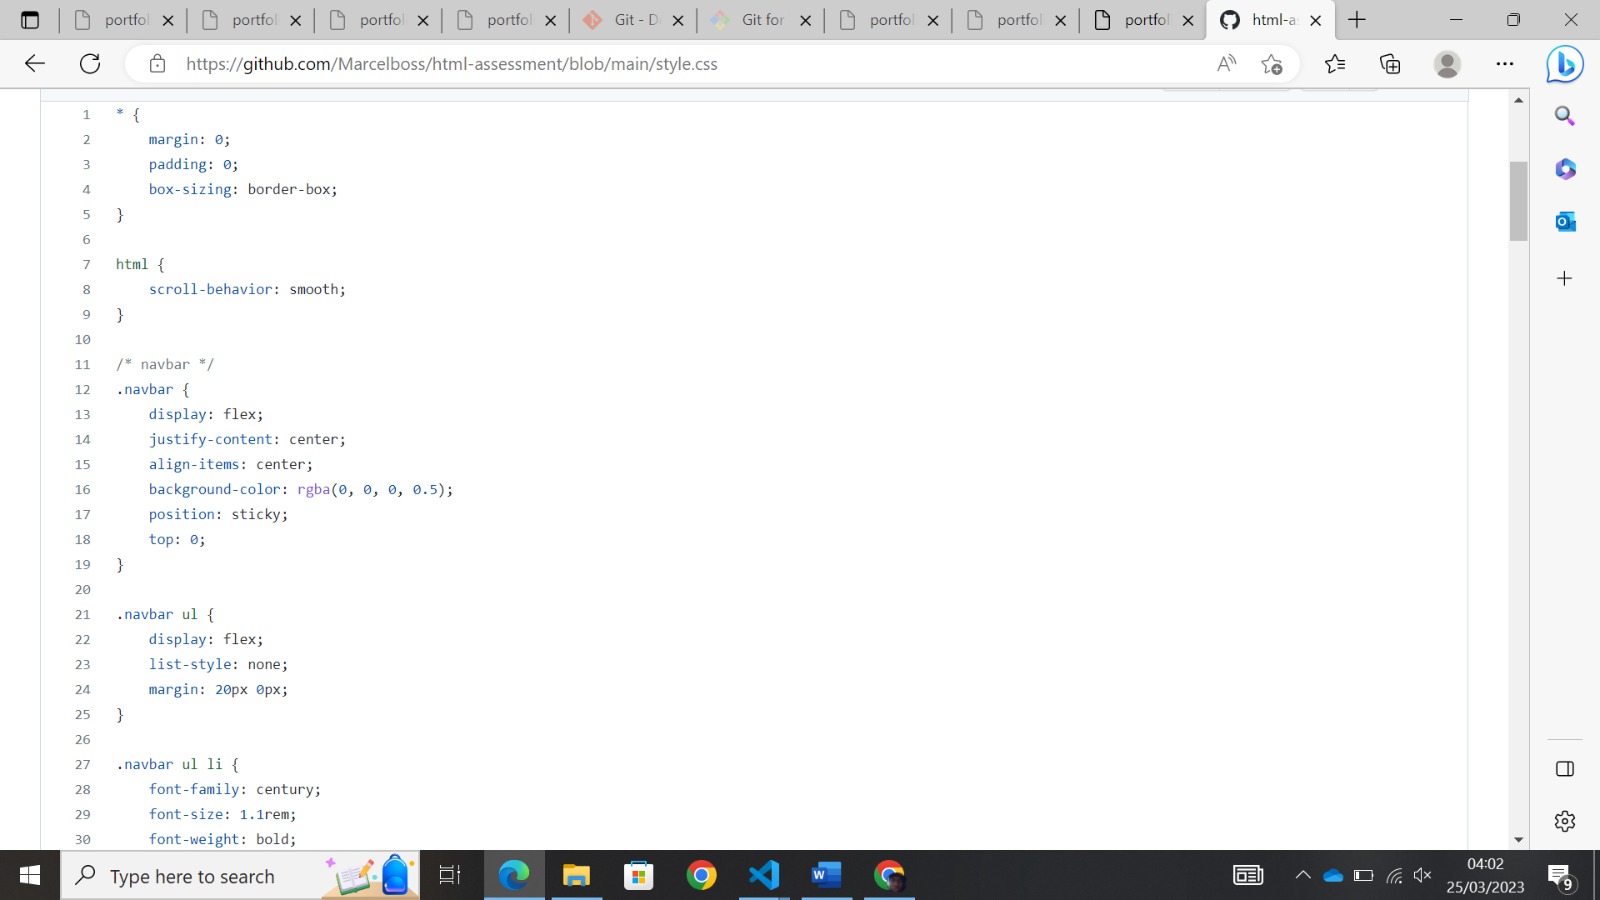 portfol
portfol
portfol
portfol
Git - D
Git for
portfol
portfol
portfol
html-a
https://github.com/Marcelboss/html-assessment/blob/main/style.css
1 * {
2 margin: 0;
3 padding: 0;
4 box-sizing: border-box;
5 }
6
7 html {
8 scroll-behavior: smooth;
9 }
10
11 /* navbar */
12 .navbar {
13 display: flex;
14 justify-content: center;
15 align-items: center;
16 background-color: rgba(0, 0, 0, 0.5);
17 position: sticky;
18 top: 0;
19 }
20
21 .navbar ul {
22 display: flex;
23 list-style: none;
24 margin: 20px 0px;
25 }
26
27 .navbar ul li {
28 font-family: century;
29 font-size: 1.1rem;
30 font-weight: bold;
Type here to search
04:02
25/03/2023
9